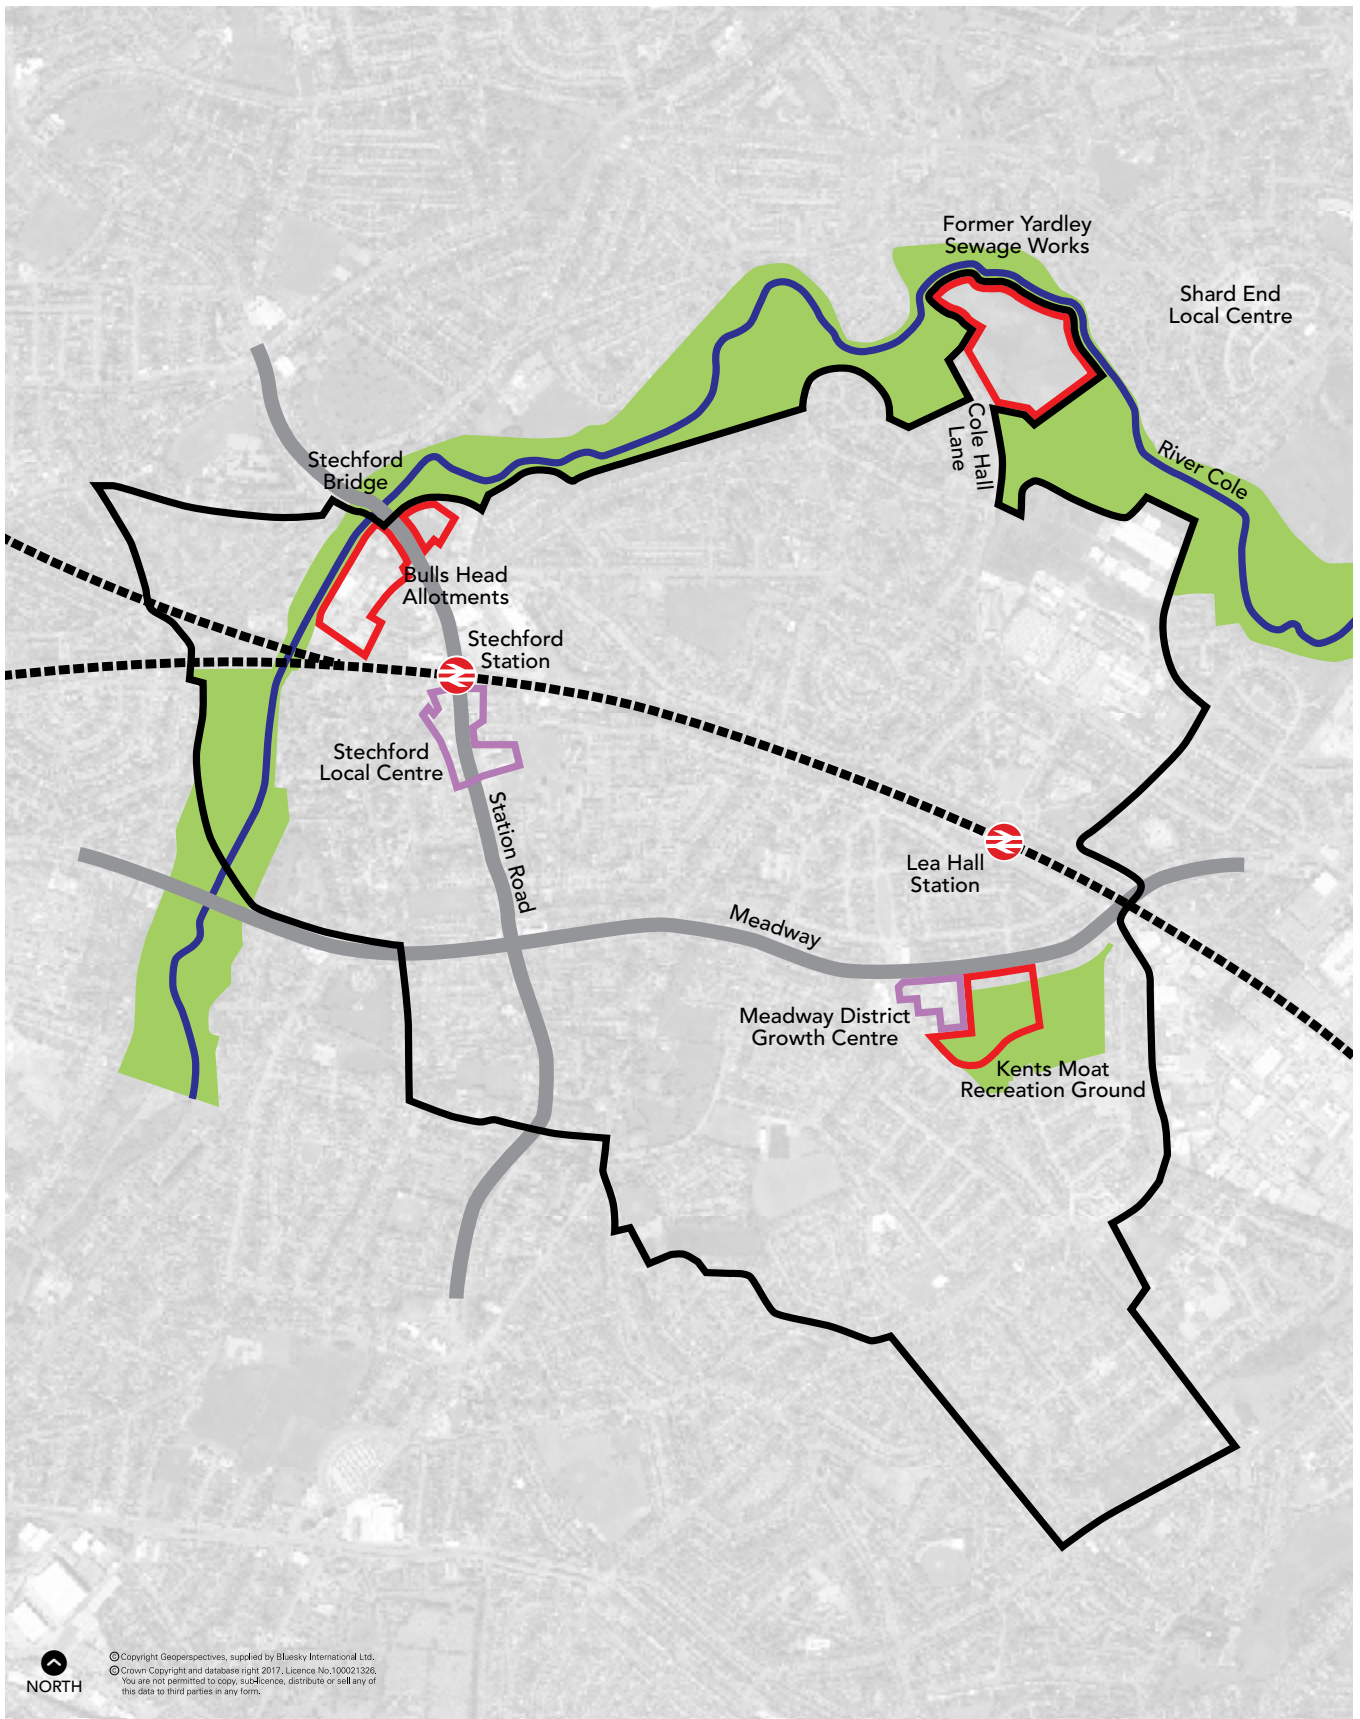 Former Yardley
Sewage Works
Shard End
Local Centre
Cole Hall
Lane
River Cole
Stechford
Bridge
Bulls Head
Allotments
Stechford
Station
Stechford
Local Centre
Station Road
Lea Hall
Station
Meadway
Meadway District
Growth Centre
Kents Moat
Recreation Ground
NORTH
© Copyright Geoperspectives, supplied by Bluesky International Ltd.
© Crown Copyright and database right 2017. Licence No.100021326.
You are not permitted to copy, sub-licence, distribute or sell any of
this data to third parties in any form.